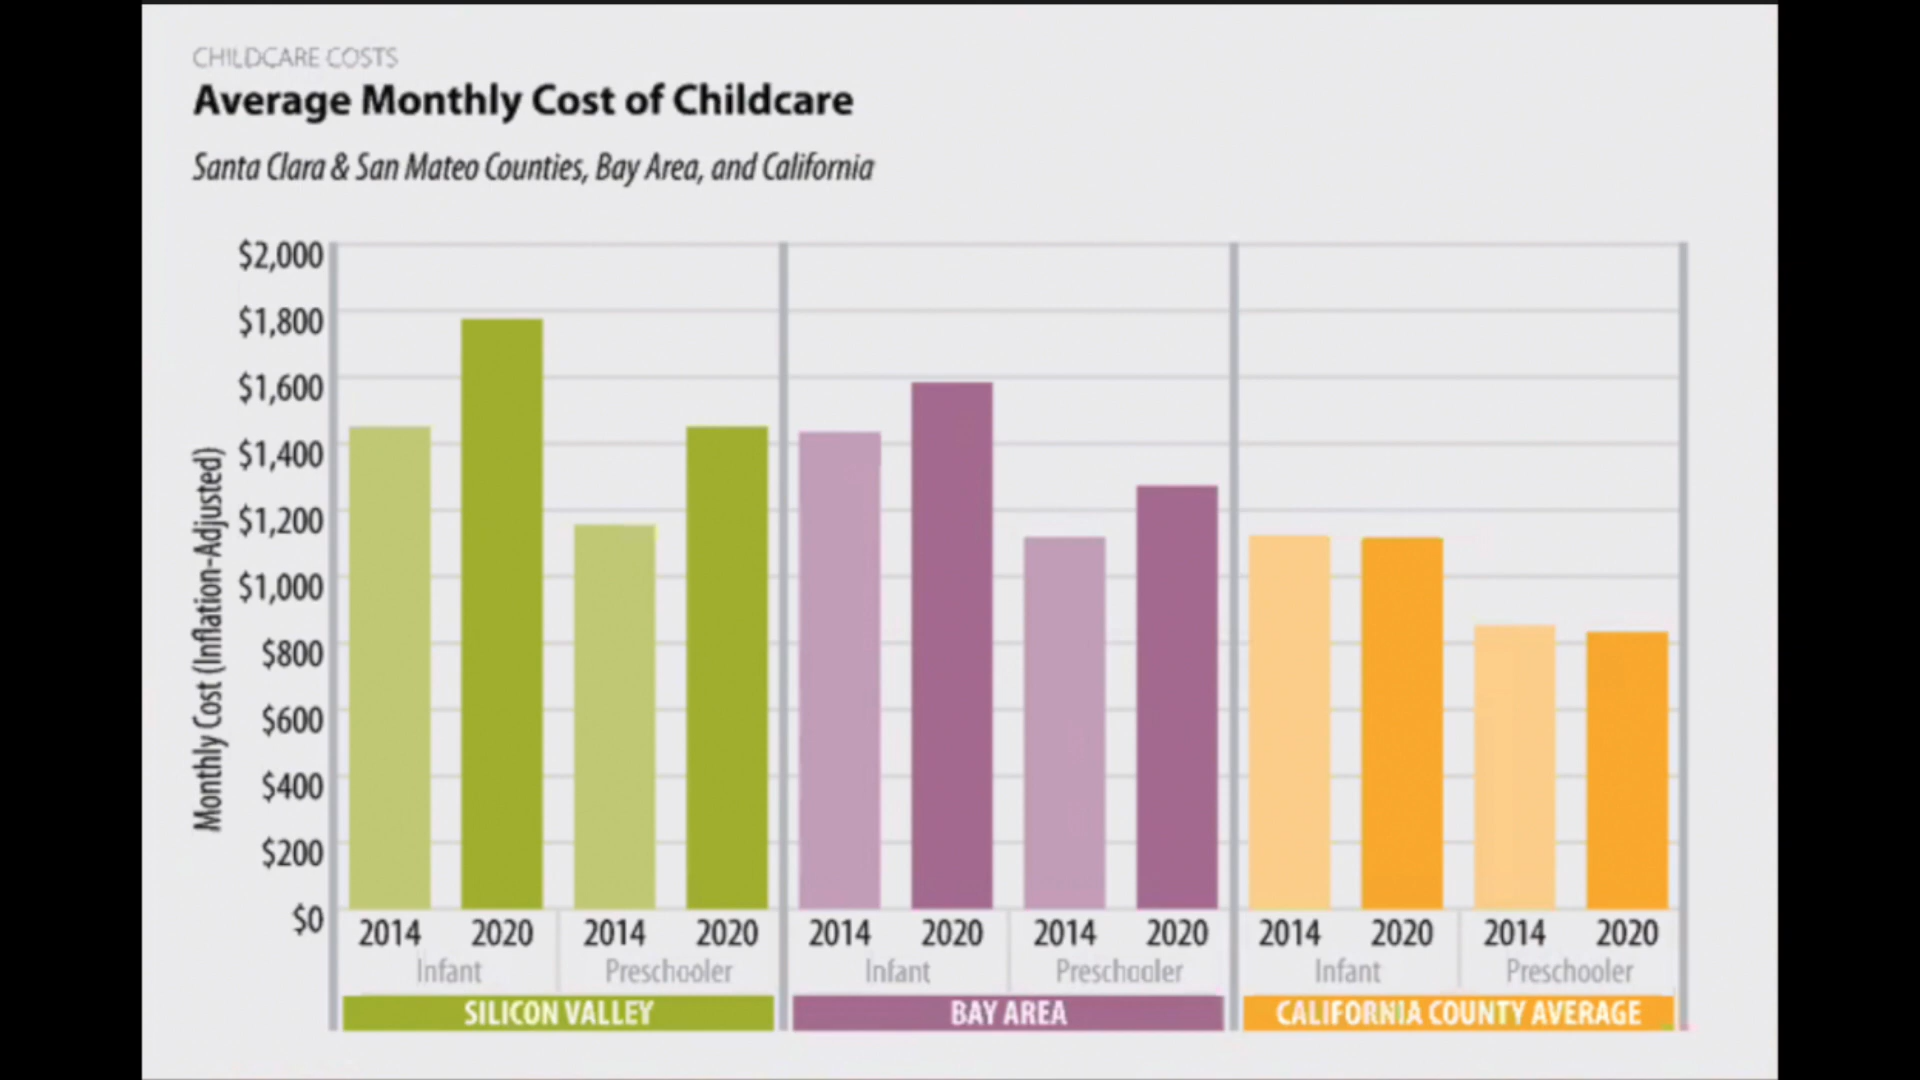 CHILDCARE COSTS
Average Monthly Cost of Childcare
Santa Clara & San Mateo Counties, Bay Area, and California
Monthly Cost (Inflation-Adjusted)
$2,000
$1,800
$1,600
$1,400
$1,200
$1,000
$800
$600
$400
$200
$0
2014 2020 2014 2020 2014 2020 2014 2020 2014 2020 2014 2020
Infant Preschooler Infant Preschooler Infant Preschooler
SILICON VALLEY BAY AREA CALIFORNIA COUNTY AVERAGE